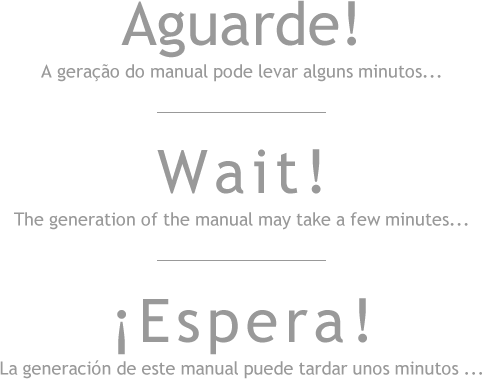 Aguarde!
A geração do manual pode levar alguns minutos...
Wait!
The generation of the manual may take a few minutes...
¡Espera!
La generación de este manual puede tardar unos minutos ...